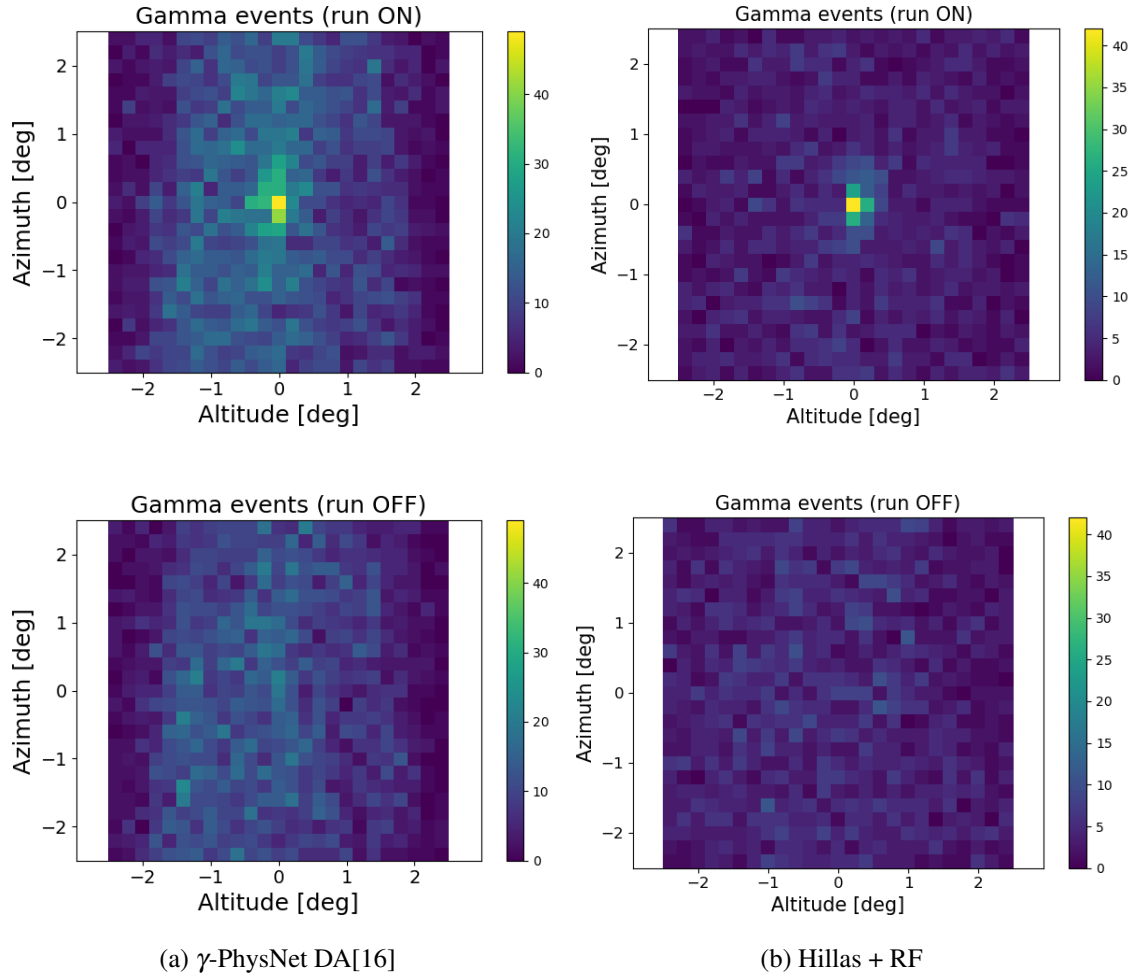 Gamma events (run ON)
Azimuth [deg]
2
1
0
−1
−2
−2 −1 0 1 2
Altitude [deg]
40
30
20
10
0
Gamma events (run ON)
Azimuth [deg]
2
1
0
−1
−2
−2 −1 0 1 2
Altitude [deg]
40
35
30
25
20
15
10
5
0
Gamma events (run OFF)
Azimuth [deg]
2
1
0
−1
−2
−2 −1 0 1 2
Altitude [deg]
40
30
20
10
0
Gamma events (run OFF)
Azimuth [deg]
2
1
0
−1
−2
−2 −1 0 1 2
Altitude [deg]
40
35
30
25
20
15
10
5
0
(a) γ-PhysNet DA[16]
(b) Hillas + RF